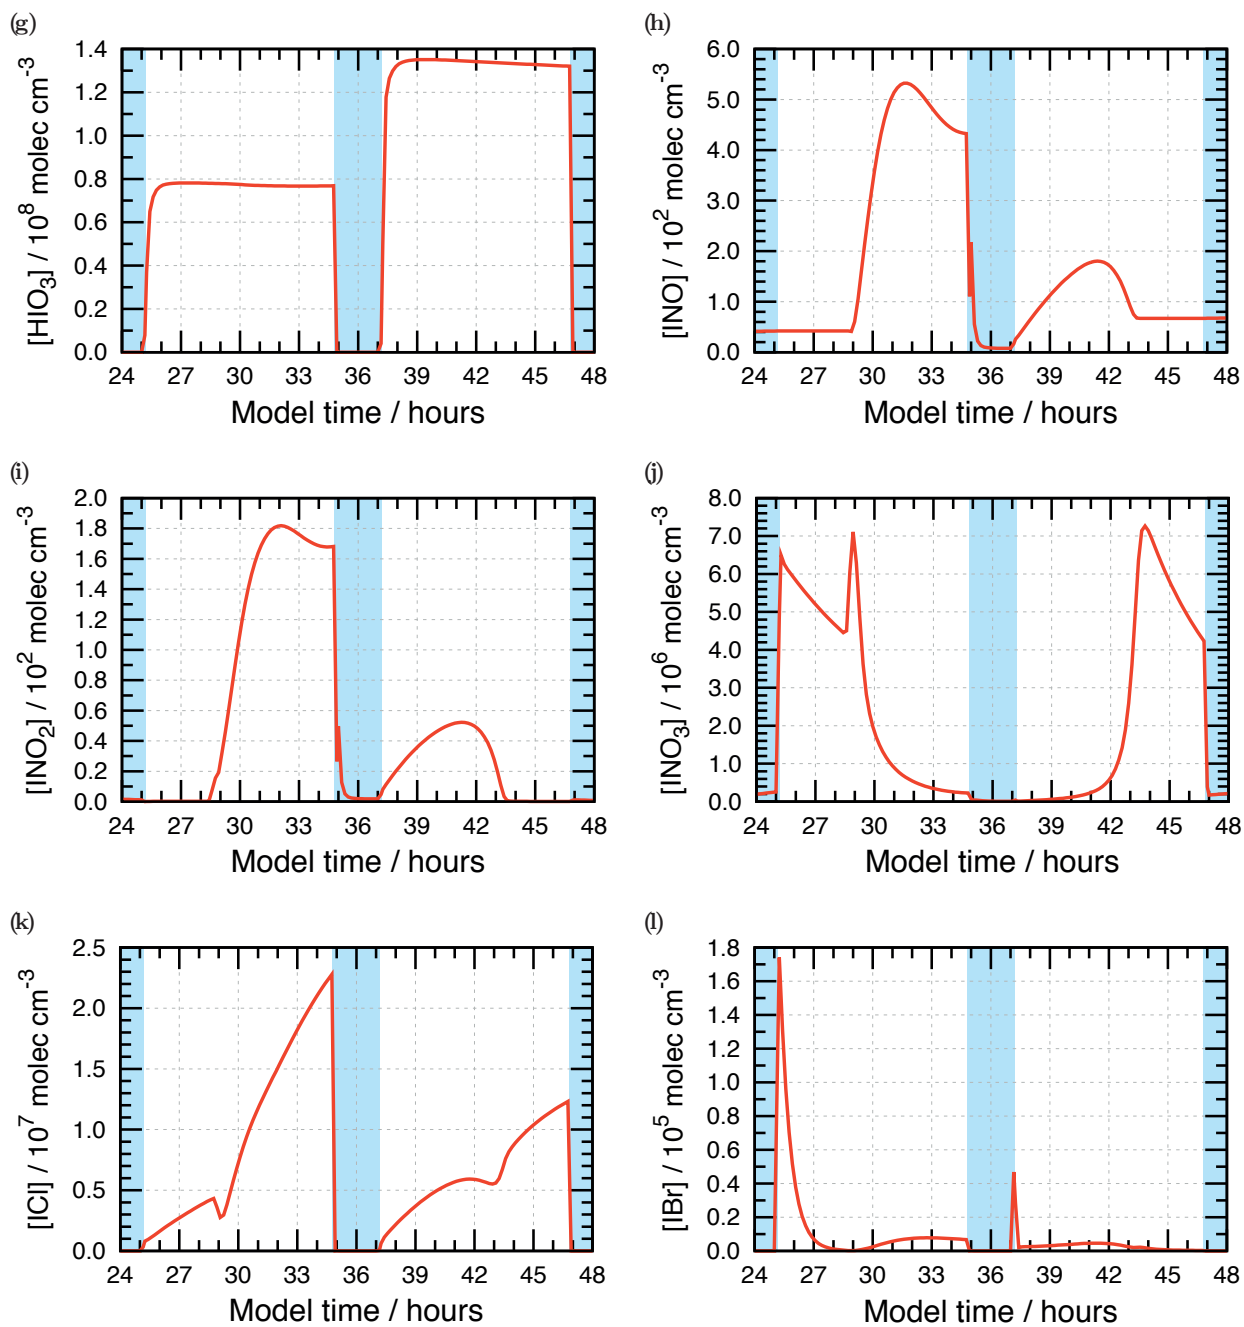 (g)
[HIO3] / 10^8 molec cm^-3
1.4
1.2
1.0
0.8
0.6
0.4
0.2
0.0
24 27 30 33 36 39 42 45 48
Model time / hours
(h)
[INO] / 10^2 molec cm^-3
6.0
5.0
4.0
3.0
2.0
1.0
0.0
24 27 30 33 36 39 42 45 48
Model time / hours
(i)
[INO2] / 10^2 molec cm^-3
2.0
1.8
1.6
1.4
1.2
1.0
0.8
0.6
0.4
0.2
0.0
24 27 30 33 36 39 42 45 48
Model time / hours
(j)
[INO3] / 10^6 molec cm^-3
8.0
7.0
6.0
5.0
4.0
3.0
2.0
1.0
0.0
24 27 30 33 36 39 42 45 48
Model time / hours
(k)
[ICl] / 10^7 molec cm^-3
2.5
2.0
1.5
1.0
0.5
0.0
24 27 30 33 36 39 42 45 48
Model time / hours
(l)
[IBr] / 10^5 molec cm^-3
1.8
1.6
1.4
1.2
1.0
0.8
0.6
0.4
0.2
0.0
24 27 30 33 36 39 42 45 48
Model time / hours